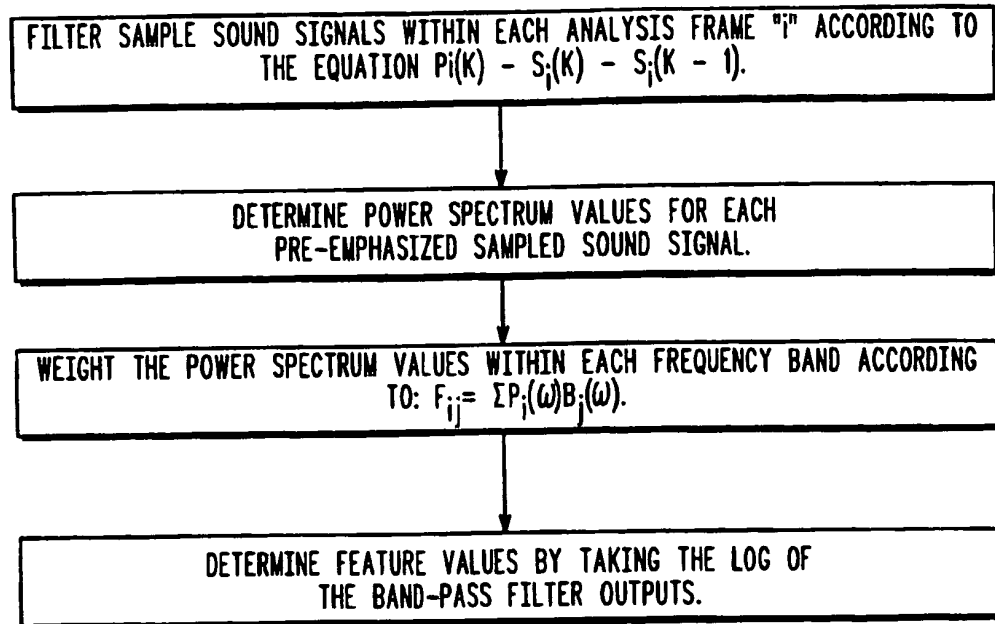 FILTER SAMPLE SOUND SIGNALS WITHIN EACH ANALYSIS FRAME "i" ACCORDING TO
THE EQUATION Pi(K) - Si(K) - Si(K - 1).
DETERMINE POWER SPECTRUM VALUES FOR EACH
PRE-EMPHASIZED SAMPLED SOUND SIGNAL.
WEIGHT THE POWER SPECTRUM VALUES WITHIN EACH FREQUENCY BAND ACCORDING
TO: Fij= ΣPi(ω)Bj(ω).
DETERMINE FEATURE VALUES BY TAKING THE LOG OF
THE BAND-PASS FILTER OUTPUTS.